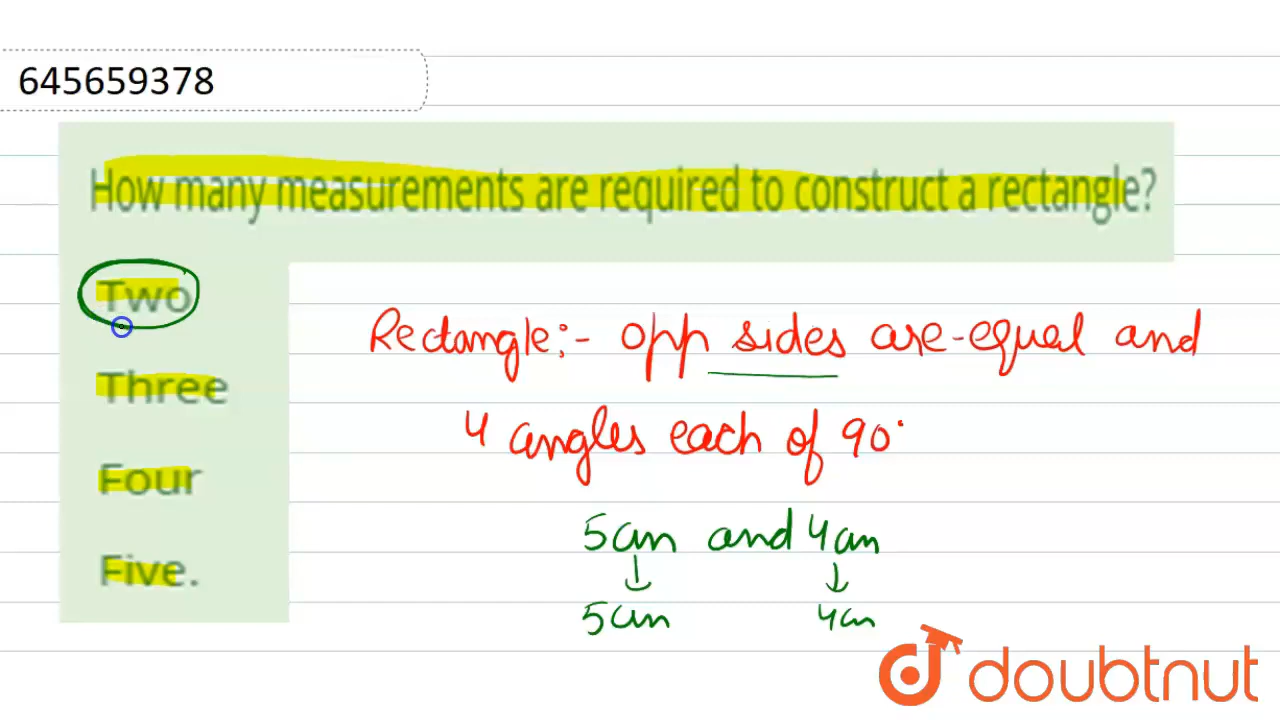 645659378
How many measurements are required to construct a rectangle?
Two
Three
Four
Five.
Rectangle:- opp sides are-equal and
4 angles each of 90°
5cm and 4cm
↓ ↓
5cm 4cm
doubtnut